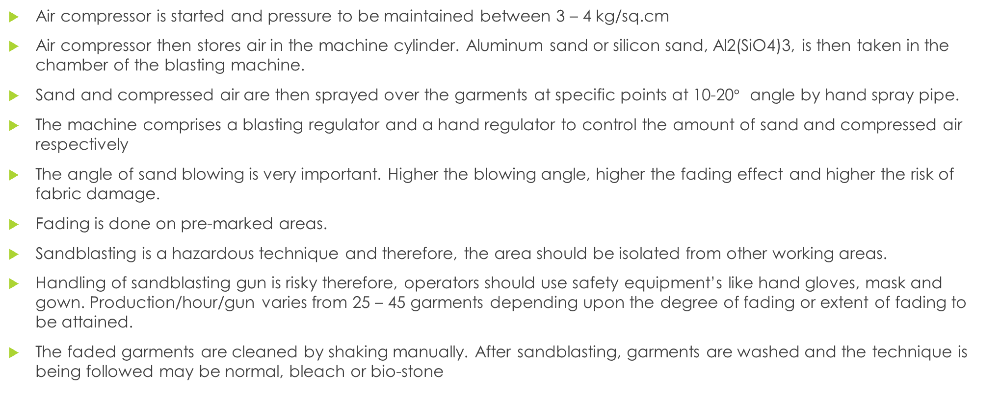 Air compressor is started and pressure to be maintained between 3 – 4 kg/sq.cm
Air compressor then stores air in the machine cylinder. Aluminum sand or silicon sand, Al2(SiO4)3, is then taken in the
chamber of the blasting machine.
Sand and compressed air are then sprayed over the garments at specific points at 10-20° angle by hand spray pipe.
The machine comprises a blasting regulator and a hand regulator to control the amount of sand and compressed air
respectively
The angle of sand blowing is very important. Higher the blowing angle, higher the fading effect and higher the risk of
fabric damage.
Fading is done on pre-marked areas.
Sandblasting is a hazardous technique and therefore, the area should be isolated from other working areas.
Handling of sandblasting gun is risky therefore, operators should use safety equipment’s like hand gloves, mask and
gown. Production/hour/gun varies from 25 – 45 garments depending upon the degree of fading or extent of fading to
be attained.
The faded garments are cleaned by shaking manually. After sandblasting, garments are washed and the technique is
being followed may be normal, bleach or bio-stone